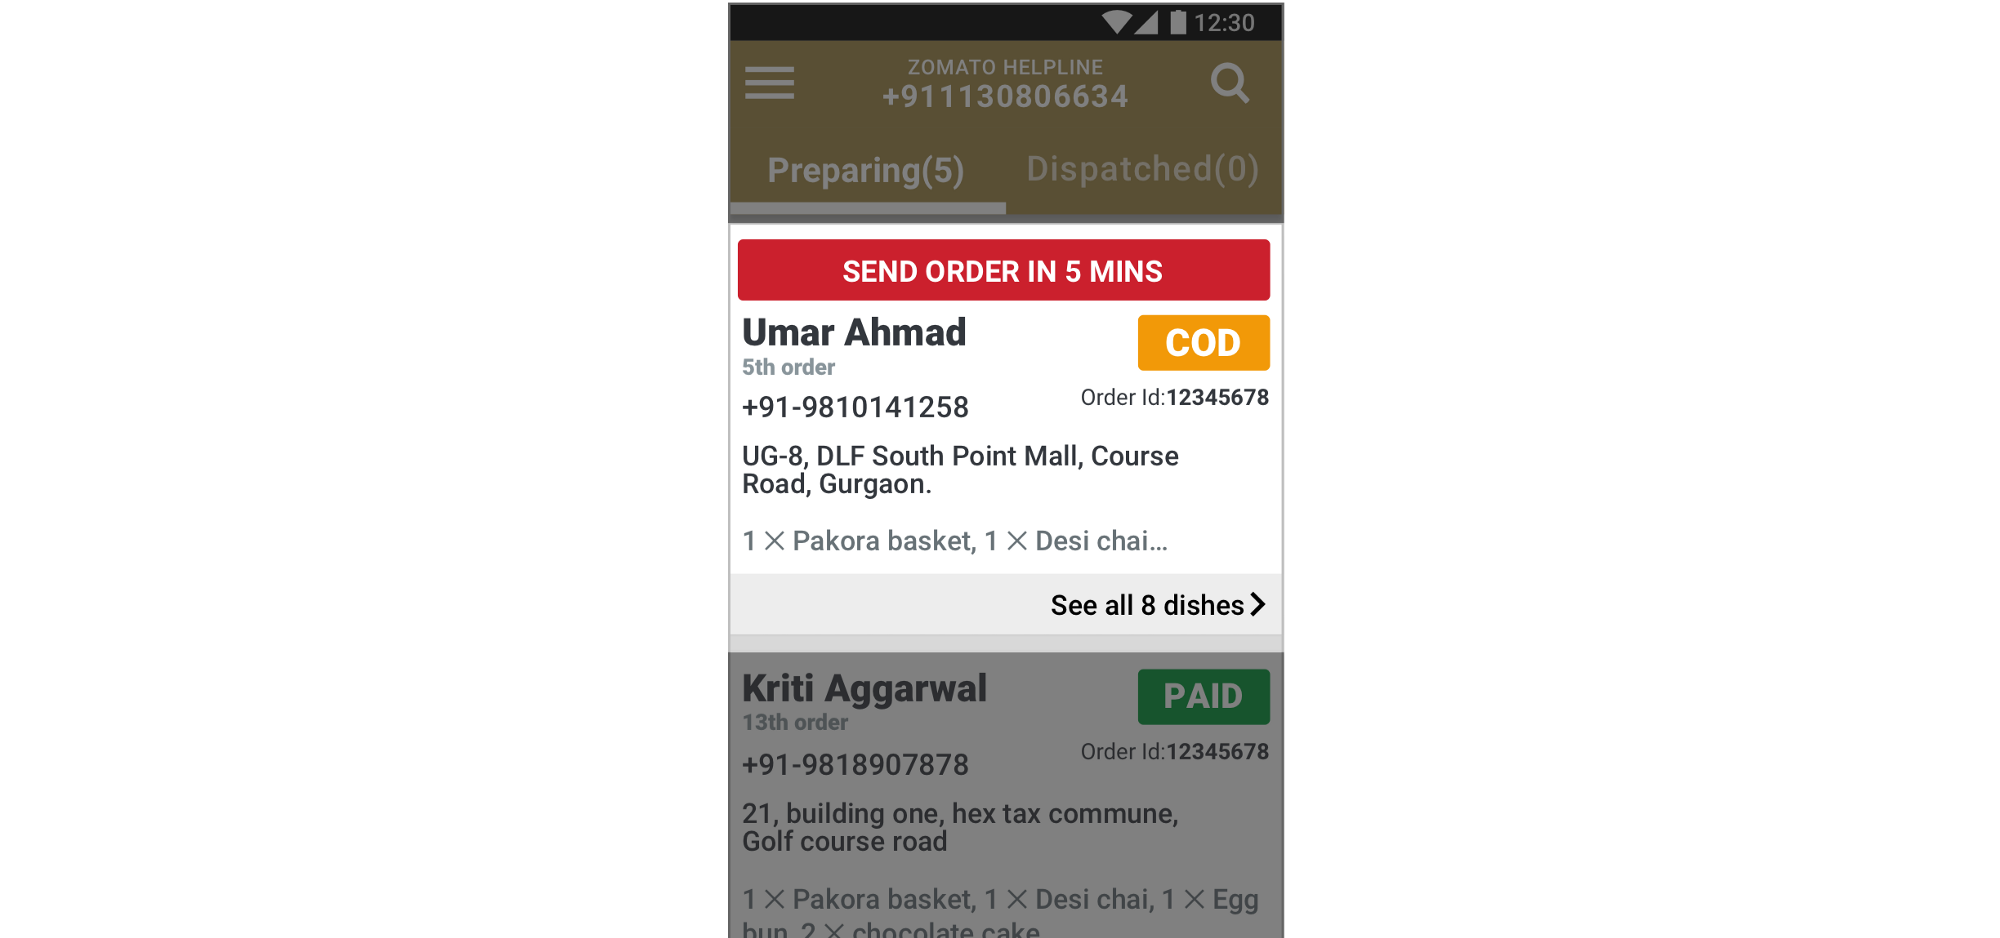 12:30
ZOMATO HELPLINE
+911130806634
Preparing(5) Dispatched(0)
SEND ORDER IN 5 MINS
Umar Ahmad
COD
5th order
Order Id:12345678
+91-9810141258
UG-8, DLF South Point Mall, Course
Road, Gurgaon.
1 × Pakora basket, 1 × Desi chai...
See all 8 dishes
Kriti Aggarwal
PAID
13th order
Order Id:12345678
+91-9818907878
21, building one, hex tax commune,
Golf course road
1 × Pakora basket, 1 × Desi chai, 1 × Egg
bun, 2 × chocolate cake